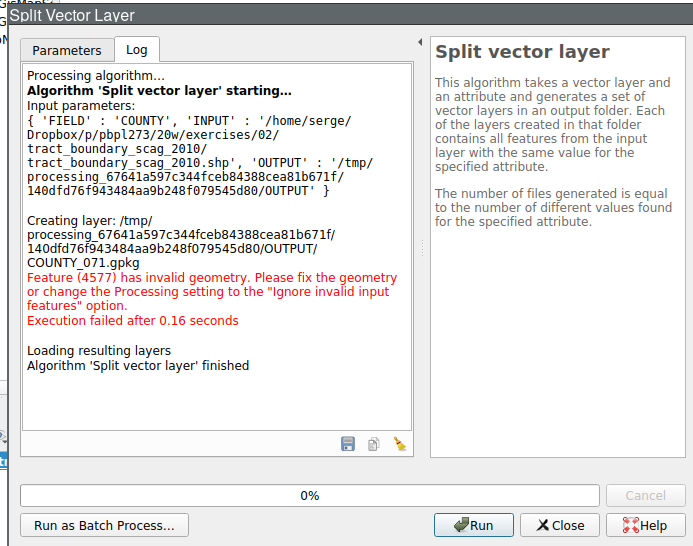 Split Vector Layer
Parameters
Log
Processing algorithm…
Algorithm 'Split vector layer' starting…
Input parameters:
{ 'FIELD' : 'COUNTY', 'INPUT' : '/home/serge/
Dropbox/p/pbpl273/20w/exercises/02/
tract_boundary_scag_2010/
tract_boundary_scag_2010.shp', 'OUTPUT' : '/tmp/
processing_67641a597c344fceb84388cea81b671f/
140dfd76f943484aa9b248f079545d80/OUTPUT' }
Creating layer: /tmp/
processing_67641a597c344fceb84388cea81b671f/
140dfd76f943484aa9b248f079545d80/OUTPUT/
COUNTY_071.gpkg
Feature (4577) has invalid geometry. Please fix the geometry
or change the Processing setting to the "Ignore invalid input
features" option.
Execution failed after 0.16 seconds
Loading resulting layers
Algorithm 'Split vector layer' finished
Split vector layer
This algorithm takes a vector layer and
an attribute and generates a set of
vector layers in an output folder. Each
of the layers created in that folder
contains all features from the input
layer with the same value for the
specified attribute.
The number of files generated is equal
to the number of different values found
for the specified attribute.
0%
Cancel
Run as Batch Process…
Run
Close
Help